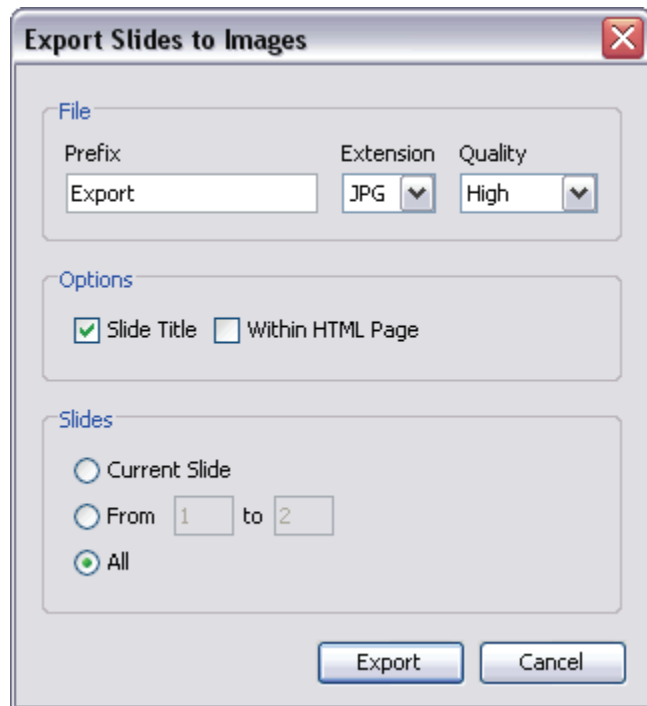 Export Slides to Images
File
Prefix Extension Quality
Export JPG High
Options
Slide Title Within HTML Page
Slides
Current Slide
From 1 to 2
All
Export Cancel